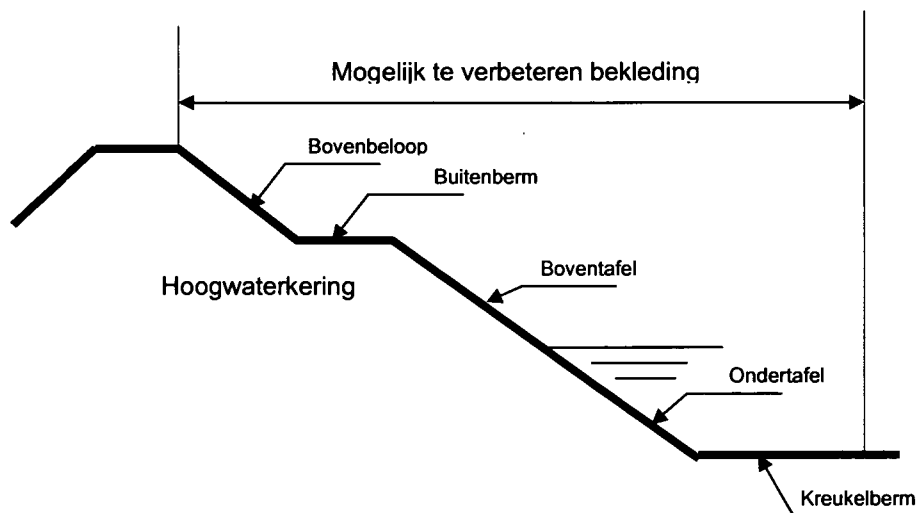 Mogelijk te verbeteren bekleding
Bovenbeloop
Buitenberm
Boventafel
Hoogwaterkering
Ondertafel
Kreukelberm